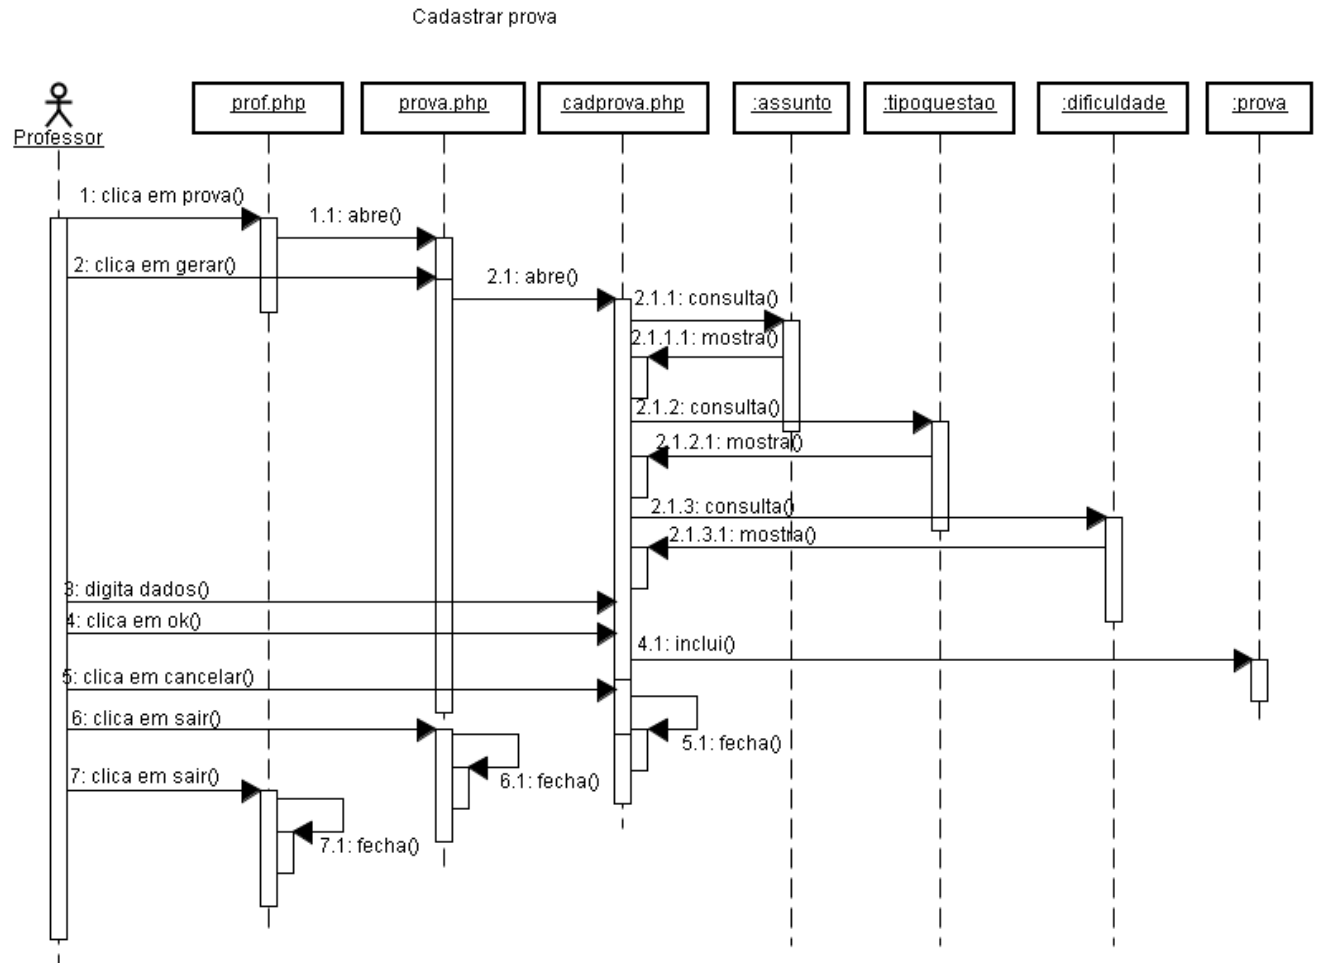 Cadastrar prova
Professor
prof.php
prova.php
cadprova.php
:assunto
:tipoquestao
:dificuldade
:prova
1: clica em prova()
1.1: abre()
2: clica em gerar()
2.1: abre()
2.1.1: consulta()
2.1.1.1: mostra()
2.1.2: consulta()
2.1.2.1: mostra()
2.1.3: consulta()
2.1.3.1: mostra()
3: digita dados()
4: clica em ok()
4.1: inclui()
5: clica em cancelar()
6: clica em sair()
5.1: fecha()
7: clica em sair()
6.1: fecha()
7.1: fecha()